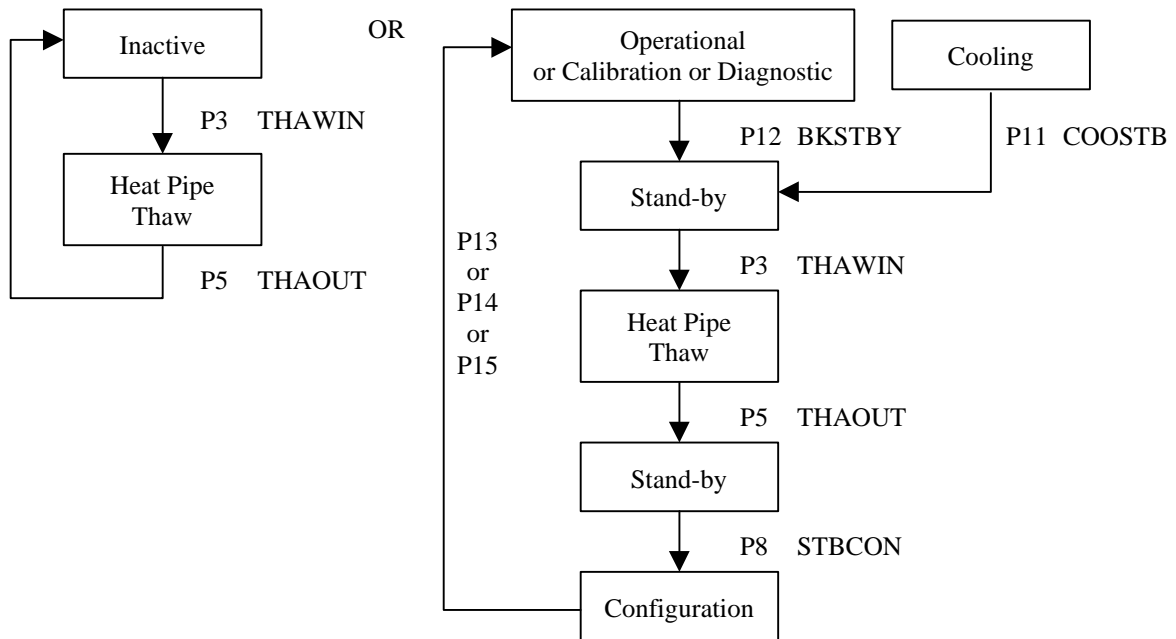 Inactive
P3 THAWIN
Heat Pipe
Thaw
P5 THAOUT
OR
Operational
or Calibration or Diagnostic
Cooling
P12 BKSTBY
P11 COOSTB
Stand-by
P13
or
P14
or
P15
P3 THAWIN
Heat Pipe
Thaw
P5 THAOUT
Stand-by
P8 STBCON
Configuration